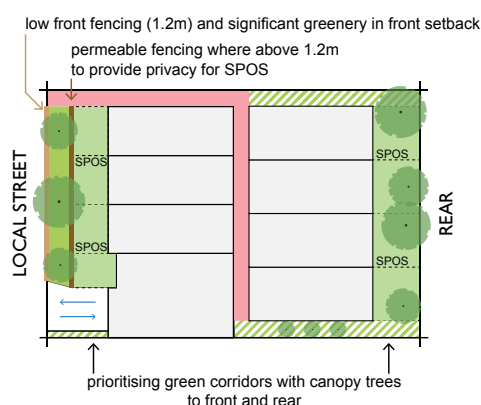 low front fencing (1.2m) and significant greenery in front setback
permeable fencing where above 1.2m
to provide privacy for SPOS
SPOS
SPOS
LOCAL STREET
SPOS
SPOS
REAR
prioritising green corridors with canopy trees
to front and rear